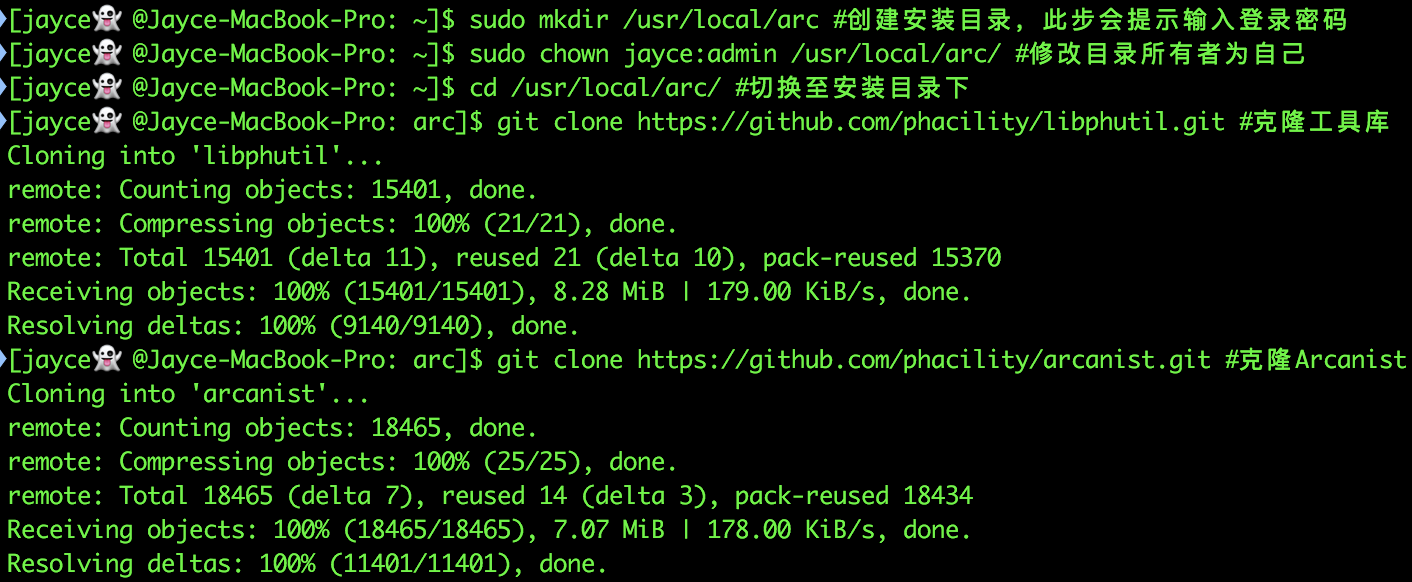 [jayce👻 @Jayce-MacBook-Pro: ~]$ sudo mkdir /usr/local/arc #创建安装目录，此步会提示输入登录密码
[jayce👻 @Jayce-MacBook-Pro: ~]$ sudo chown jayce:admin /usr/local/arc/ #修改目录所有者为自己
[jayce👻 @Jayce-MacBook-Pro: ~]$ cd /usr/local/arc/ #切换至安装目录下
[jayce👻 @Jayce-MacBook-Pro: arc]$ git clone https://github.com/phacility/libphutil.git #克隆工具库
Cloning into 'libphutil'...
remote: Counting objects: 15401, done.
remote: Compressing objects: 100% (21/21), done.
remote: Total 15401 (delta 11), reused 21 (delta 10), pack-reused 15370
Receiving objects: 100% (15401/15401), 8.28 MiB | 179.00 KiB/s, done.
Resolving deltas: 100% (9140/9140), done.
[jayce👻 @Jayce-MacBook-Pro: arc]$ git clone https://github.com/phacility/arcanist.git #克隆Arcanist
Cloning into 'arcanist'...
remote: Counting objects: 18465, done.
remote: Compressing objects: 100% (25/25), done.
remote: Total 18465 (delta 7), reused 14 (delta 3), pack-reused 18434
Receiving objects: 100% (18465/18465), 7.07 MiB | 178.00 KiB/s, done.
Resolving deltas: 100% (11401/11401), done.